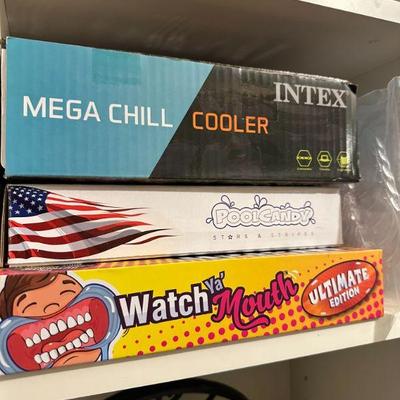 INTEX
MEGA CHILL COOLER
POOLCANDY
STARS & STRIPES
Watch Ya' Mouth
ULTIMATE
EDITION